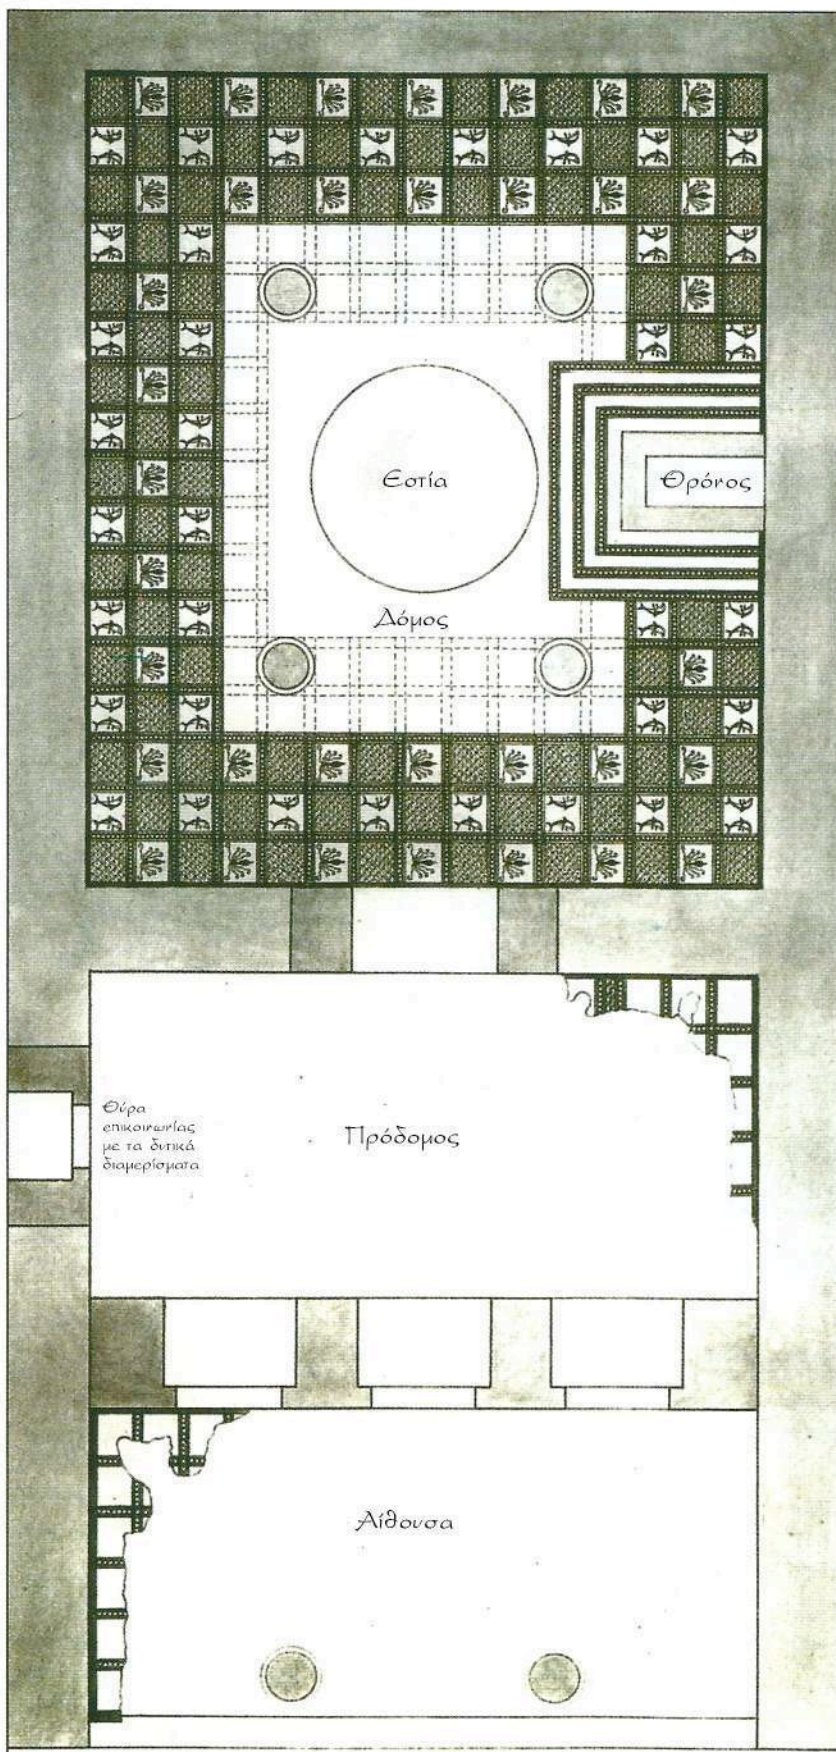 Εστία
Θρόνος
Δόμος
Θύρα
επικοινωνίας
με τα δυτικά
διαμερίσματα
Πρόδομος
Αίθουσα